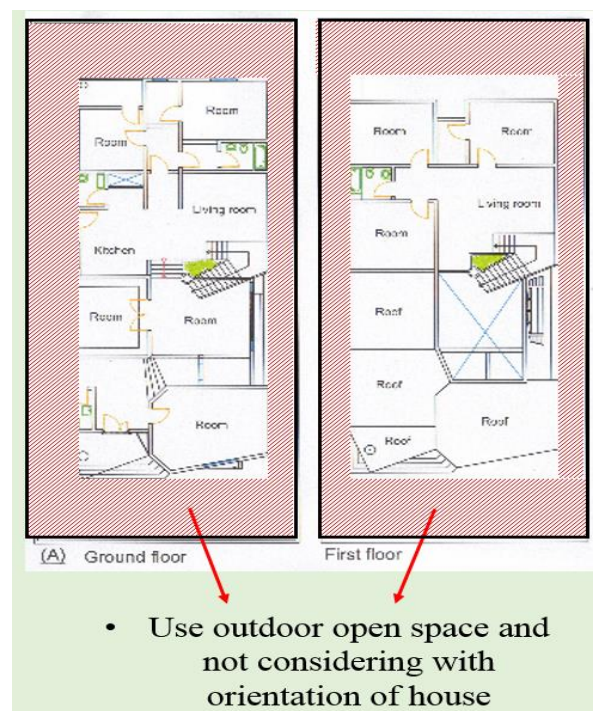 Room
Room
Living room
Kitchen
Room
Room
Room
Room
Room
Living room
Room
Roof
Roof
Roof
Roof
(A) Ground floor
First floor
• Use outdoor open space and
not considering with
orientation of house